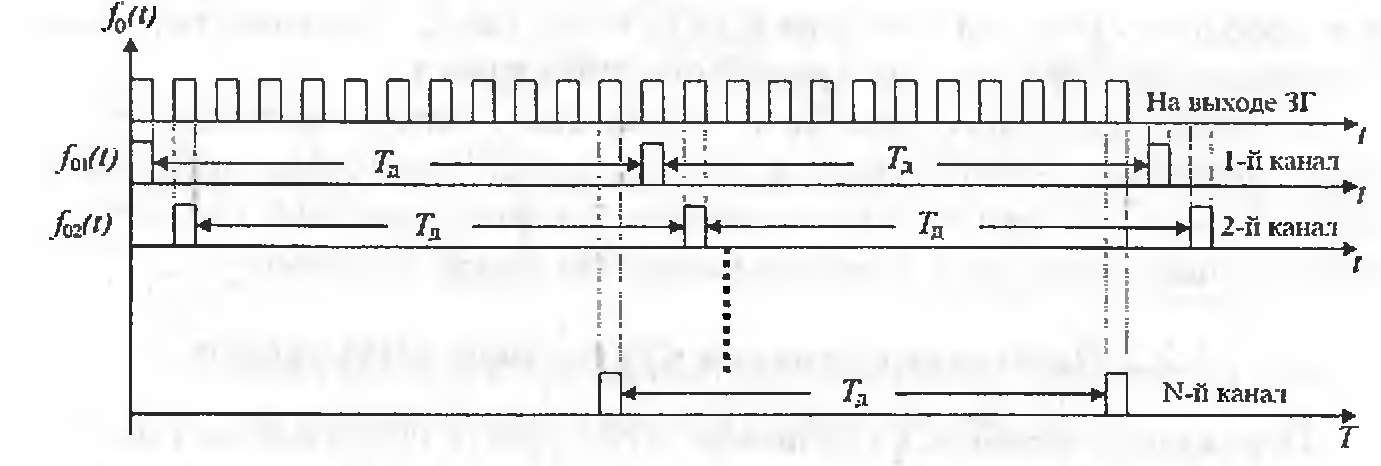 f₀(t)
На выходе ЗГ
t
f₀₁(t)
Tд
Tд
1-й канал
t
f₀₂(t)
Tд
Tд
2-й канал
t
Tд
N-й канал
T